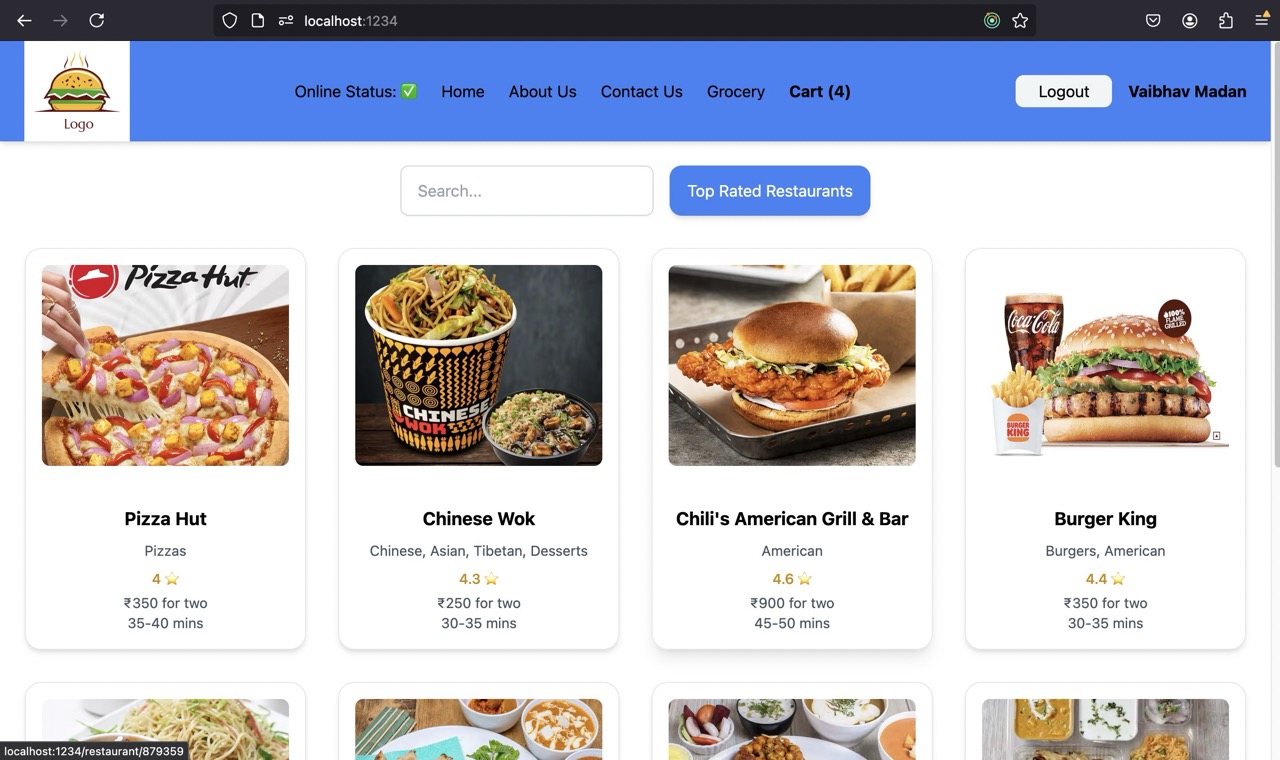 localhost:1234
Logo
Online Status: ✅ Home About Us Contact Us Grocery Cart (4) Logout Vaibhav Madan
Search... Top Rated Restaurants
Pizza Hut
CHINESE
WOK
Coca-Cola
100%
FLAME
GRILLED
BURGER
KING
Pizza Hut
Pizzas
4 ⭐
₹350 for two
35-40 mins
Chinese Wok
Chinese, Asian, Tibetan, Desserts
4.3 ⭐
₹250 for two
30-35 mins
Chili's American Grill & Bar
American
4.6 ⭐
₹900 for two
45-50 mins
Burger King
Burgers, American
4.4 ⭐
₹350 for two
30-35 mins
localhost:1234/restaurant/879359